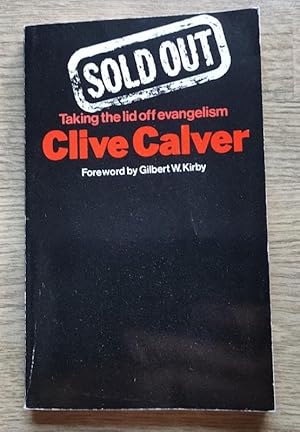 SOLD OUT
Taking the lid off evangelism
Clive Calver
Foreword by Gilbert W. Kirby